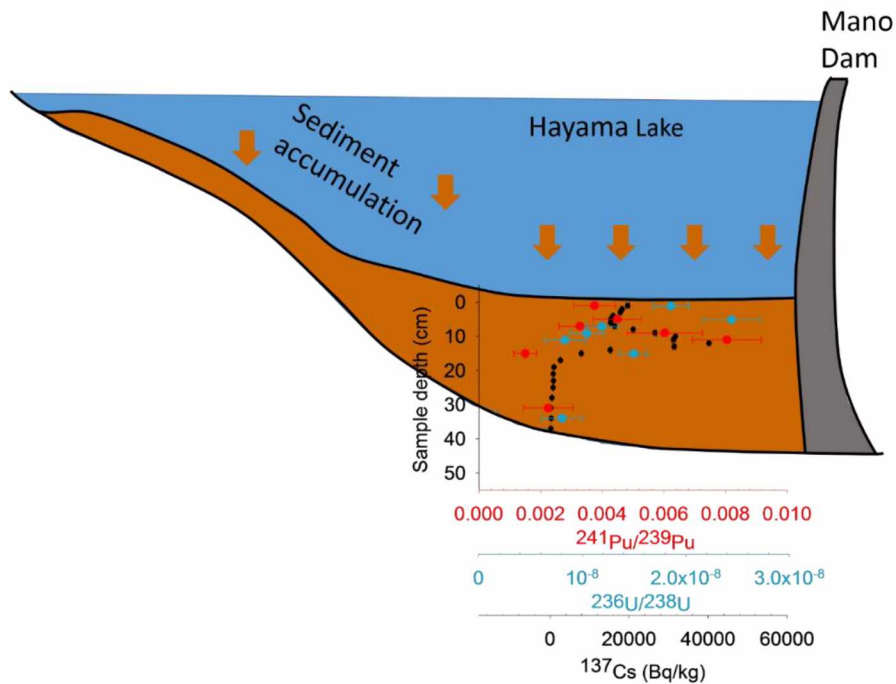 Mano
Dam
Hayama Lake
Sediment
accumulation
Sample depth (cm)
0
10
20
30
40
50
0.000 0.002 0.004 0.006 0.008 0.010
²⁴¹Pu/²³⁹Pu
0 10⁻⁸ 2.0x10⁻⁸ 3.0x10⁻⁸
²³⁶U/²³⁸U
0 20000 40000 60000
¹³⁷Cs (Bq/kg)